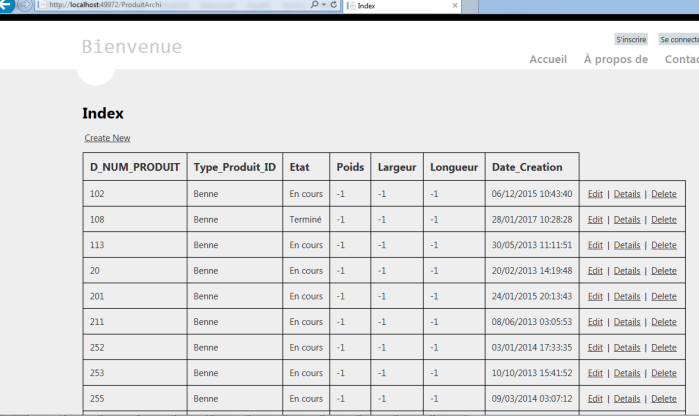 http://localhost:49972/ProduitArchi
Index
S'inscrire Se connecte
Bienvenue
Accueil À propos de Contac
Index
Create New
D_NUM_PRODUIT Type_Produit_ID Etat Poids Largeur Longueur Date_Creation
102 Benne En cours -1 -1 -1 06/12/2015 10:43:40 Edit | Details | Delete
108 Benne Terminé -1 -1 -1 28/01/2017 10:28:28 Edit | Details | Delete
113 Benne En cours -1 -1 -1 30/05/2013 11:11:51 Edit | Details | Delete
20 Benne En cours -1 -1 -1 20/02/2013 14:19:48 Edit | Details | Delete
201 Benne En cours -1 -1 -1 24/01/2015 20:13:43 Edit | Details | Delete
211 Benne En cours -1 -1 -1 08/06/2013 03:05:53 Edit | Details | Delete
252 Benne En cours -1 -1 -1 03/01/2014 17:33:35 Edit | Details | Delete
253 Benne En cours -1 -1 -1 10/10/2013 15:41:52 Edit | Details | Delete
255 Benne En cours -1 -1 -1 09/03/2014 03:07:12 Edit | Details | Delete